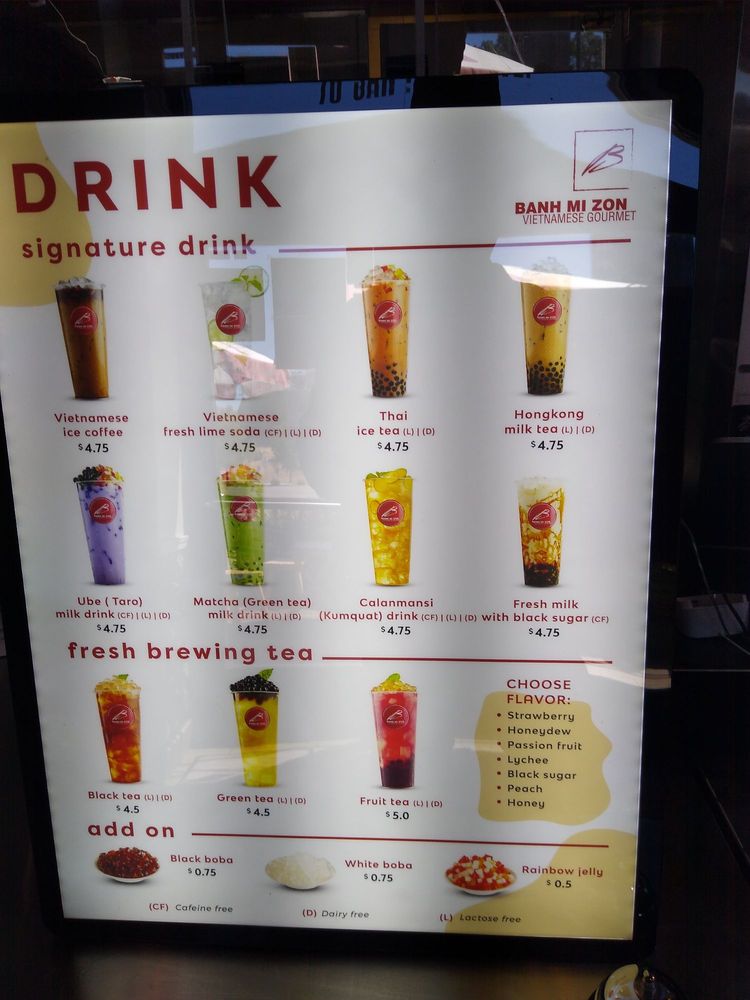 DRINK
BANH MI ZON
VIETNAMESE GOURMET
signature drink
Vietnamese
ice coffee
$4.75
Vietnamese
fresh lime soda (CF) | (L) | (D)
$4.75
Thai
ice tea (L) | (D)
$4.75
Hongkong
milk tea (L) | (D)
$4.75
Ube ( Taro)
milk drink (CF) | (L) | (D)
$4.75
Matcha (Green tea)
milk drink (L) | (D)
$4.75
Calanmansi
(Kumquat) drink (CF) | (L) | (D)
$4.75
Fresh milk
with black sugar (CF)
$4.75
fresh brewing tea
Black tea (L) | (D)
$4.5
Green tea (L) | (D)
$4.5
Fruit tea (L) | (D)
$5.0
CHOOSE
FLAVOR:
• Strawberry
• Honeydew
• Passion fruit
• Lychee
• Black sugar
• Peach
• Honey
add on
Black boba
$0.75
White boba
$0.75
Rainbow jelly
$0.5
(CF) Cafeine free
(D) Dairy free
(L) Lactose free